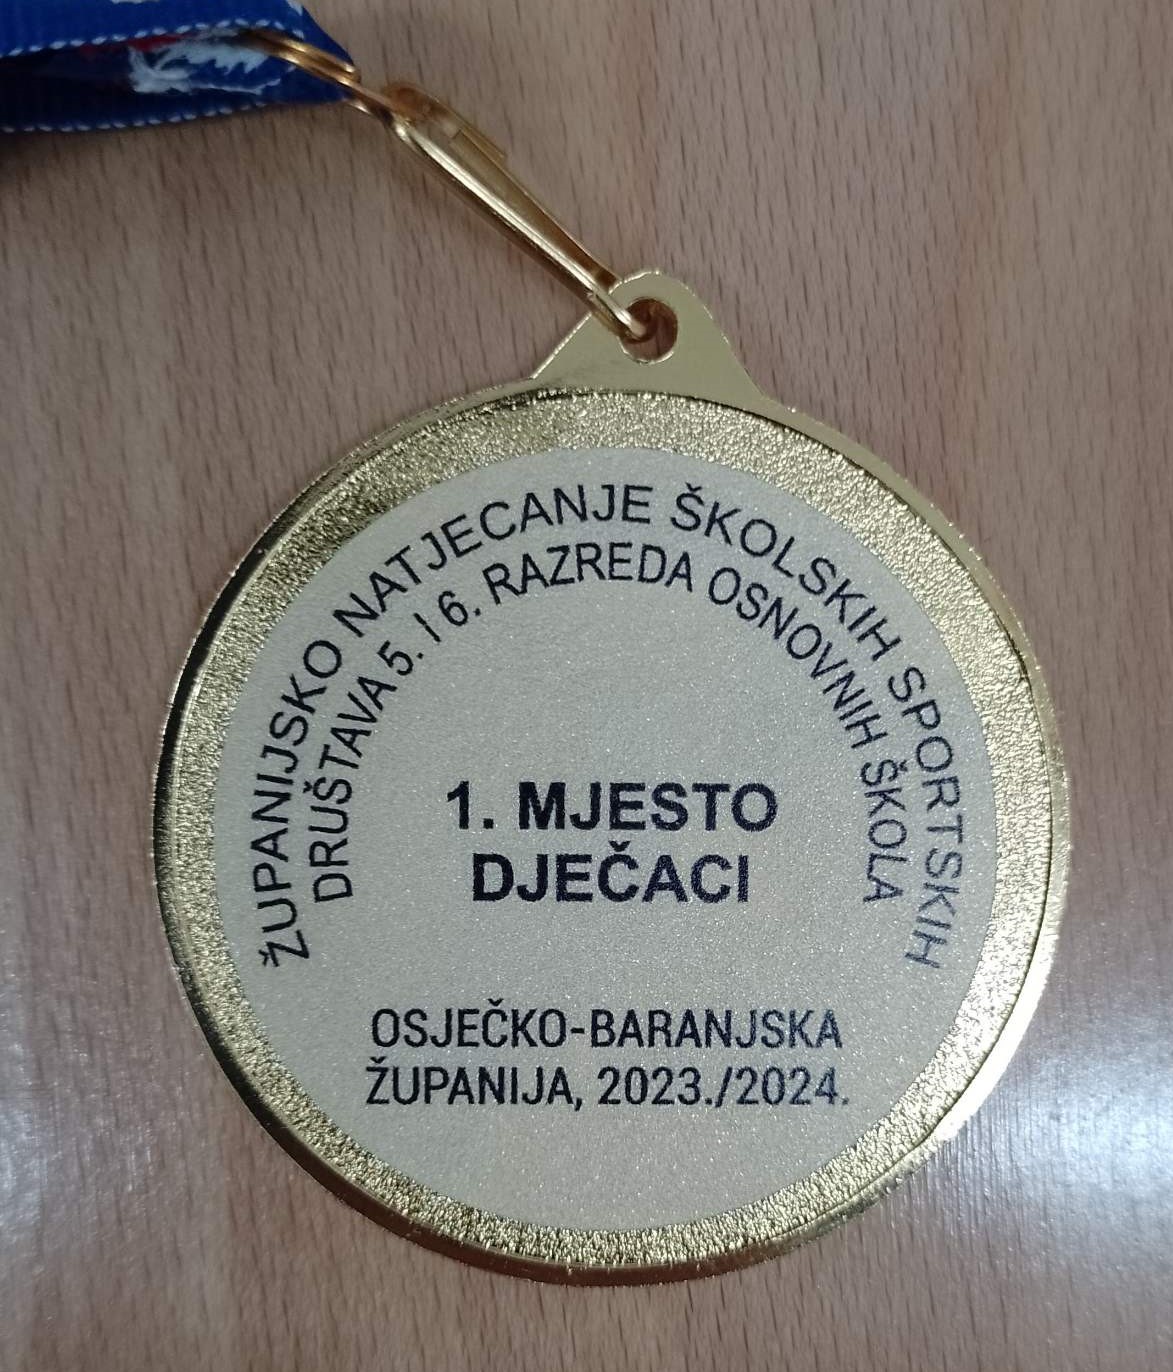 ŽUPANIJSKO NATJECANJE ŠKOLSKIH SPORTSKIH
DRUŠTAVA 5. I 6. RAZREDA OSNOVNIH ŠKOLA
1. MJESTO
DJEČACI
OSJEČKO-BARANJSKA
ŽUPANIJA, 2023./2024.